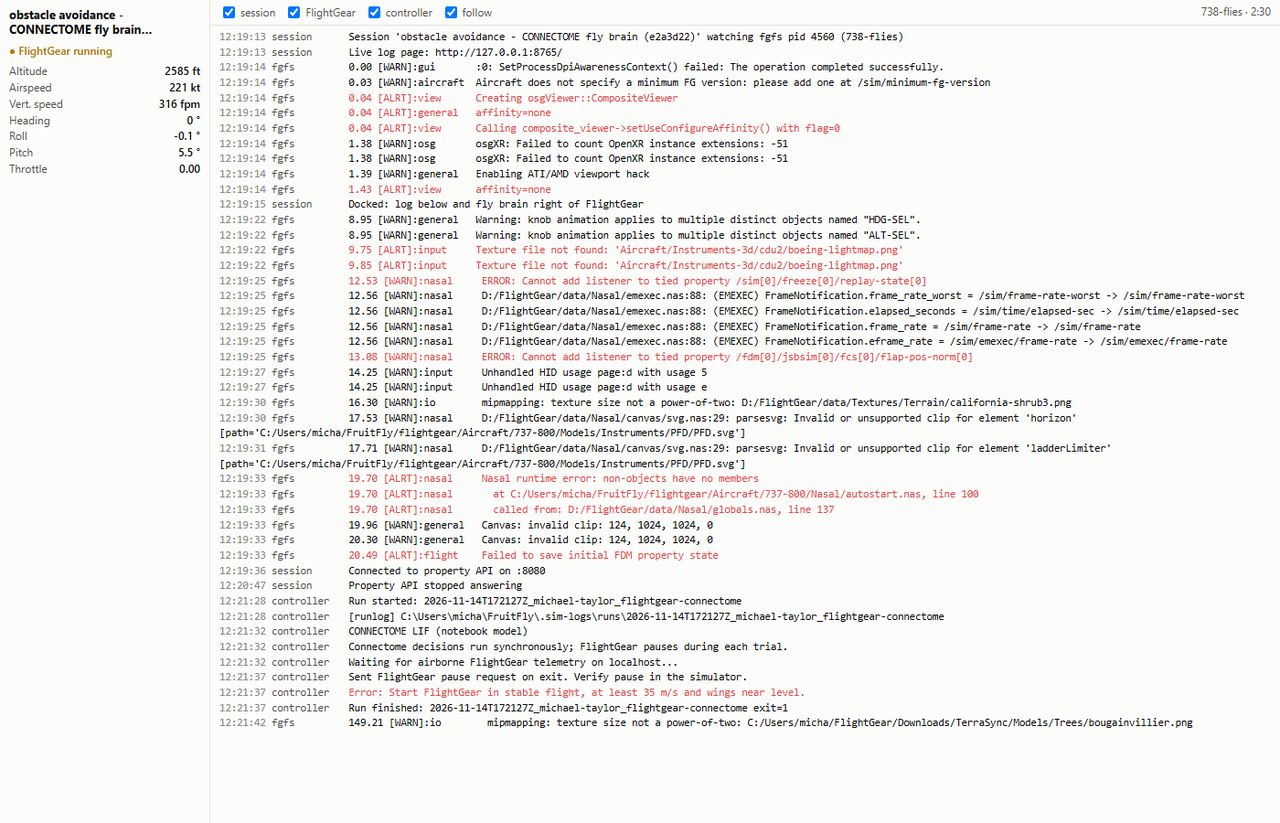 obstacle avoidance -
CONNECTOME fly brain...
● FlightGear running
Altitude 2585 ft
Airspeed 221 kt
Vert. speed 316 fpm
Heading 0 °
Roll -0.1 °
Pitch 5.5 °
Throttle 0.00
session FlightGear controller follow 738-flies · 2:30
12:19:13 session Session 'obstacle avoidance - CONNECTOME fly brain (e2a3d22)' watching fgfs pid 4560 (738-flies)
12:19:13 session Live log page: http://127.0.0.1:8765/
12:19:14 fgfs 0.00 [WARN]:gui :0: SetProcessDpiAwarenessContext() failed: The operation completed successfully.
12:19:14 fgfs 0.03 [WARN]:aircraft Aircraft does not specify a minimum FG version: please add one at /sim/minimum-fg-version
12:19:14 fgfs 0.04 [ALRT]:view Creating osgViewer::CompositeViewer
12:19:14 fgfs 0.04 [ALRT]:general affinity=none
12:19:14 fgfs 0.04 [ALRT]:view Calling composite_viewer->setUseConfigureAffinity() with flag=0
12:19:14 fgfs 1.38 [WARN]:osg osgXR: Failed to count OpenXR instance extensions: -51
12:19:14 fgfs 1.38 [WARN]:osg osgXR: Failed to count OpenXR instance extensions: -51
12:19:14 fgfs 1.39 [WARN]:general Enabling ATI/AMD viewport hack
12:19:14 fgfs 1.43 [ALRT]:view affinity=none
12:19:15 session Docked: log below and fly brain right of FlightGear
12:19:22 fgfs 8.95 [WARN]:general Warning: knob animation applies to multiple distinct objects named "HDG-SEL".
12:19:22 fgfs 8.95 [WARN]:general Warning: knob animation applies to multiple distinct objects named "ALT-SEL".
12:19:22 fgfs 9.75 [ALRT]:input Texture file not found: 'Aircraft/Instruments-3d/cdu2/boeing-lightmap.png'
12:19:22 fgfs 9.85 [ALRT]:input Texture file not found: 'Aircraft/Instruments-3d/cdu2/boeing-lightmap.png'
12:19:25 fgfs 12.53 [WARN]:nasal ERROR: Cannot add listener to tied property /sim[0]/freeze[0]/replay-state[0]
12:19:25 fgfs 12.56 [WARN]:nasal D:/FlightGear/data/Nasal/emexec.nas:88: (EMEXEC) FrameNotification.frame_rate_worst = /sim/frame-rate-worst -> /sim/frame-rate-worst
12:19:25 fgfs 12.56 [WARN]:nasal D:/FlightGear/data/Nasal/emexec.nas:88: (EMEXEC) FrameNotification.elapsed_seconds = /sim/time/elapsed-sec -> /sim/time/elapsed-sec
12:19:25 fgfs 12.56 [WARN]:nasal D:/FlightGear/data/Nasal/emexec.nas:88: (EMEXEC) FrameNotification.frame_rate = /sim/frame-rate -> /sim/frame-rate
12:19:25 fgfs 12.56 [WARN]:nasal D:/FlightGear/data/Nasal/emexec.nas:88: (EMEXEC) FrameNotification.eframe_rate = /sim/emexec/frame-rate -> /sim/emexec/frame-rate
12:19:25 fgfs 13.08 [WARN]:nasal ERROR: Cannot add listener to tied property /fdm[0]/jsbsim[0]/fcs[0]/flap-pos-norm[0]
12:19:27 fgfs 14.25 [WARN]:input Unhandled HID usage page:d with usage 5
12:19:27 fgfs 14.25 [WARN]:input Unhandled HID usage page:d with usage e
12:19:30 fgfs 16.30 [WARN]:io mipmapping: texture size not a power-of-two: D:/FlightGear/data/Textures/Terrain/california-shrub3.png
12:19:30 fgfs 17.53 [WARN]:nasal D:/FlightGear/data/Nasal/canvas/svg.nas:29: parsesvg: Invalid or unsupported clip for element 'horizon'
[path='C:/Users/micha/FruitFly/flightgear/Aircraft/737-800/Models/Instruments/PFD/PFD.svg']
12:19:31 fgfs 17.71 [WARN]:nasal D:/FlightGear/data/Nasal/canvas/svg.nas:29: parsesvg: Invalid or unsupported clip for element 'ladderLimiter'
[path='C:/Users/micha/FruitFly/flightgear/Aircraft/737-800/Models/Instruments/PFD/PFD.svg']
12:19:33 fgfs 19.70 [ALRT]:nasal Nasal runtime error: non-objects have no members
12:19:33 fgfs 19.70 [ALRT]:nasal at C:/Users/micha/FruitFly/flightgear/Aircraft/737-800/Nasal/autostart.nas, line 100
12:19:33 fgfs 19.70 [ALRT]:nasal called from: D:/FlightGear/data/Nasal/globals.nas, line 137
12:19:33 fgfs 19.96 [WARN]:general Canvas: invalid clip: 124, 1024, 1024, 0
12:19:33 fgfs 20.30 [WARN]:general Canvas: invalid clip: 124, 1024, 1024, 0
12:19:33 fgfs 20.49 [ALRT]:flight Failed to save initial FDM property state
12:19:36 session Connected to property API on :8080
12:20:47 session Property API stopped answering
12:21:28 controller Run started: 2026-11-14T172127Z_michael-taylor_flightgear-connectome
12:21:28 controller [runlog] C:\Users\micha\FruitFly\.sim-logs\runs\2026-11-14T172127Z_michael-taylor_flightgear-connectome
12:21:32 controller CONNECTOME LIF (notebook model)
12:21:32 controller Connectome decisions run synchronously; FlightGear pauses during each trial.
12:21:32 controller Waiting for airborne FlightGear telemetry on localhost...
12:21:37 controller Sent FlightGear pause request on exit. Verify pause in the simulator.
12:21:37 controller Error: Start FlightGear in stable flight, at least 35 m/s and wings near level.
12:21:37 controller Run finished: 2026-11-14T172127Z_michael-taylor_flightgear-connectome exit=1
12:21:42 fgfs 149.21 [WARN]:io mipmapping: texture size not a power-of-two: C:/Users/micha/FlightGear/Downloads/TerraSync/Models/Trees/bougainvillier.png